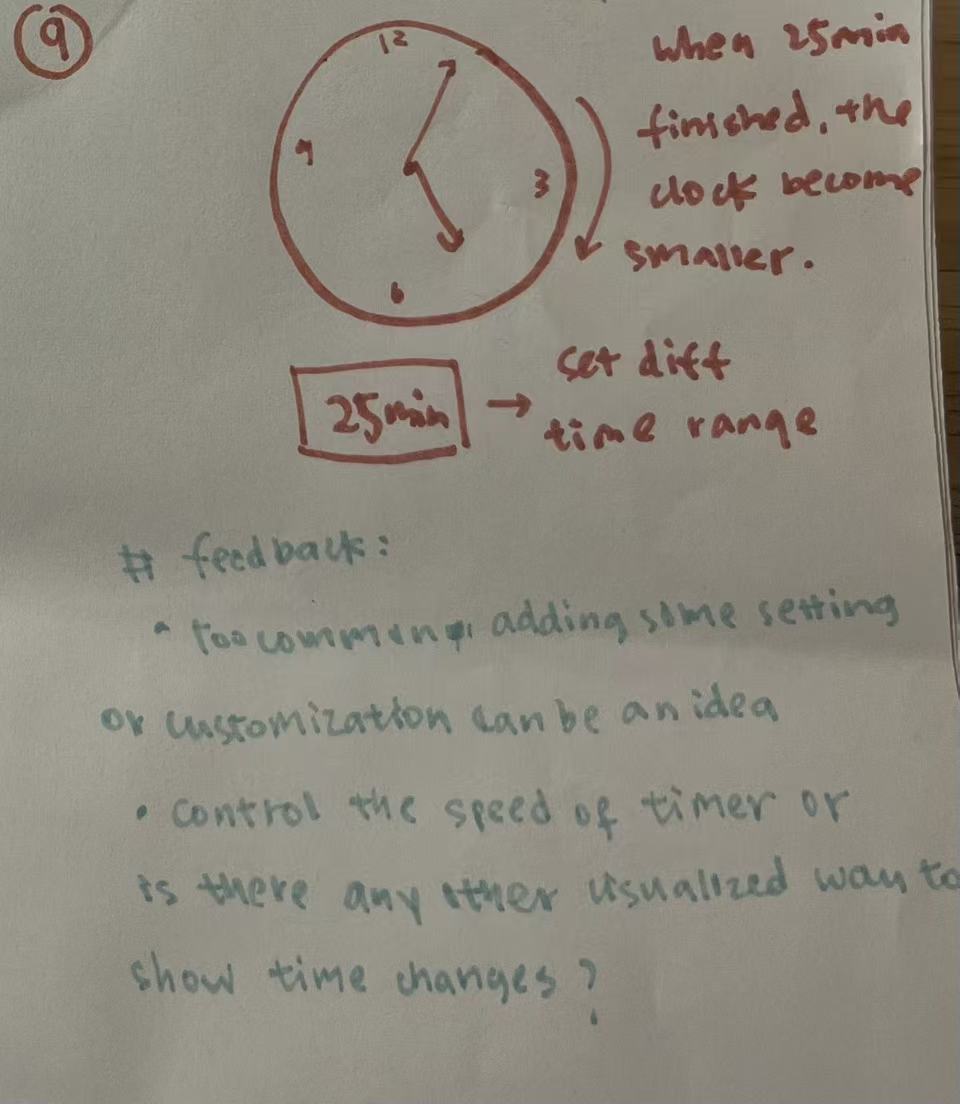 9
12
9
3
6
when 25min
finished, the
clock become
smaller.
25min → set diff
time range
# feedback:
- too common, adding some setting
or customization can be an idea
• control the speed of timer or
is there any other visualized way to
show time changes?